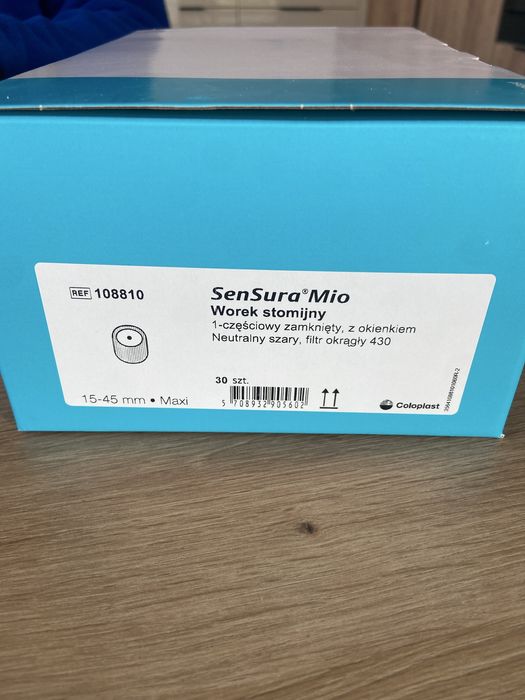 REF 108810
SenSura® Mio
Worek stomijny
1-częściowy zamknięty, z okienkiem
Neutralny szary, filtr okrągły 430
15-45 mm • Maxi
30 szt.
5 708932 905602
Coloplast